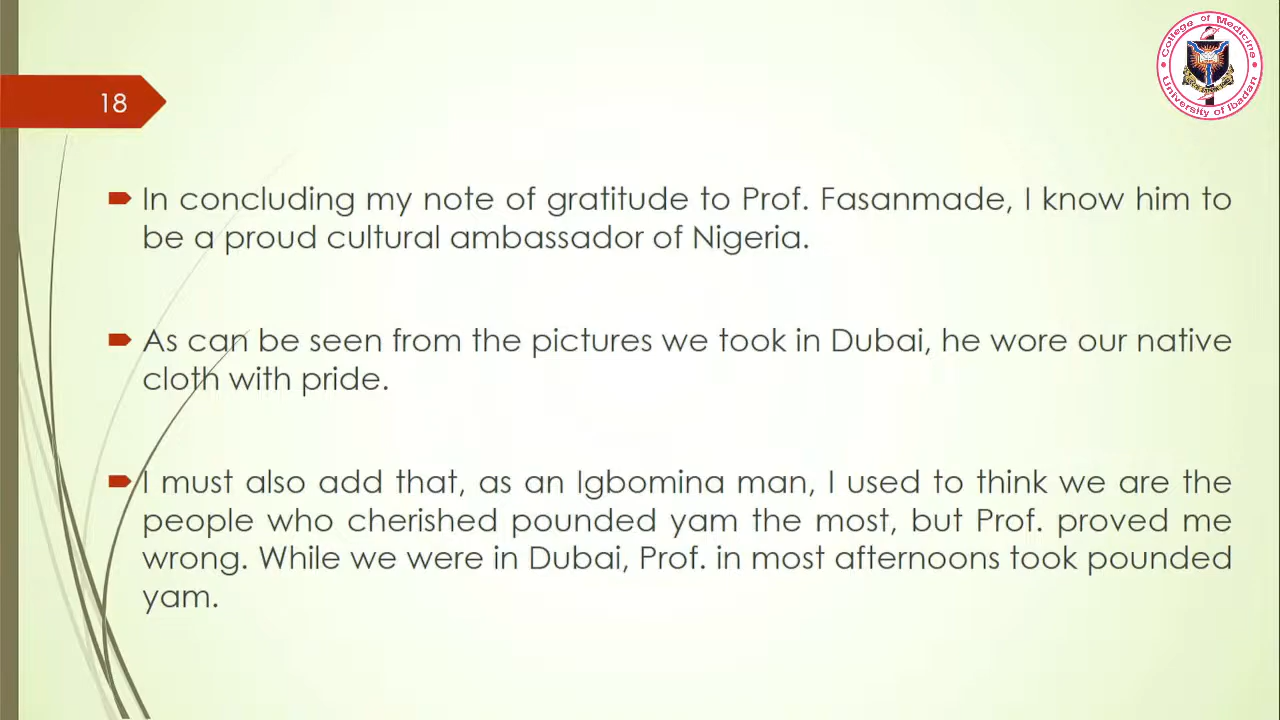 College of Medicine
University of Ibadan
18
In concluding my note of gratitude to Prof. Fasanmade, I know him to
be a proud cultural ambassador of Nigeria.
As can be seen from the pictures we took in Dubai, he wore our native
cloth with pride.
I must also add that, as an Igbomina man, I used to think we are the
people who cherished pounded yam the most, but Prof. proved me
wrong. While we were in Dubai, Prof. in most afternoons took pounded
yam.